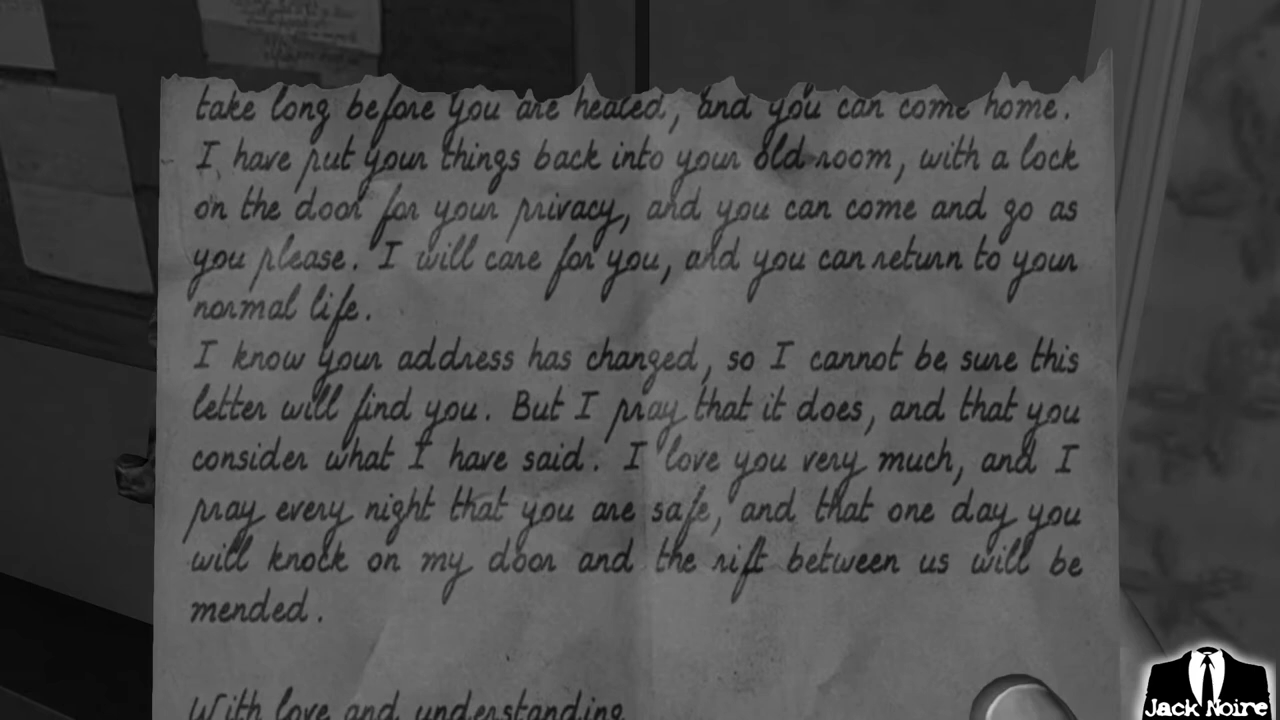 take long before you are healed, and you can come home.
I have put your things back into your old room, with a lock
on the door for your privacy, and you can come and go as
you please. I will care for you, and you can return to your
normal life.
I know your address has changed, so I cannot be sure this
letter will find you. But I pray that it does, and that you
consider what I have said. I love you very much, and I
pray every night that you are safe, and that one day you
will knock on my door and the rift between us will be
mended.
With love and understanding
Jack Noire